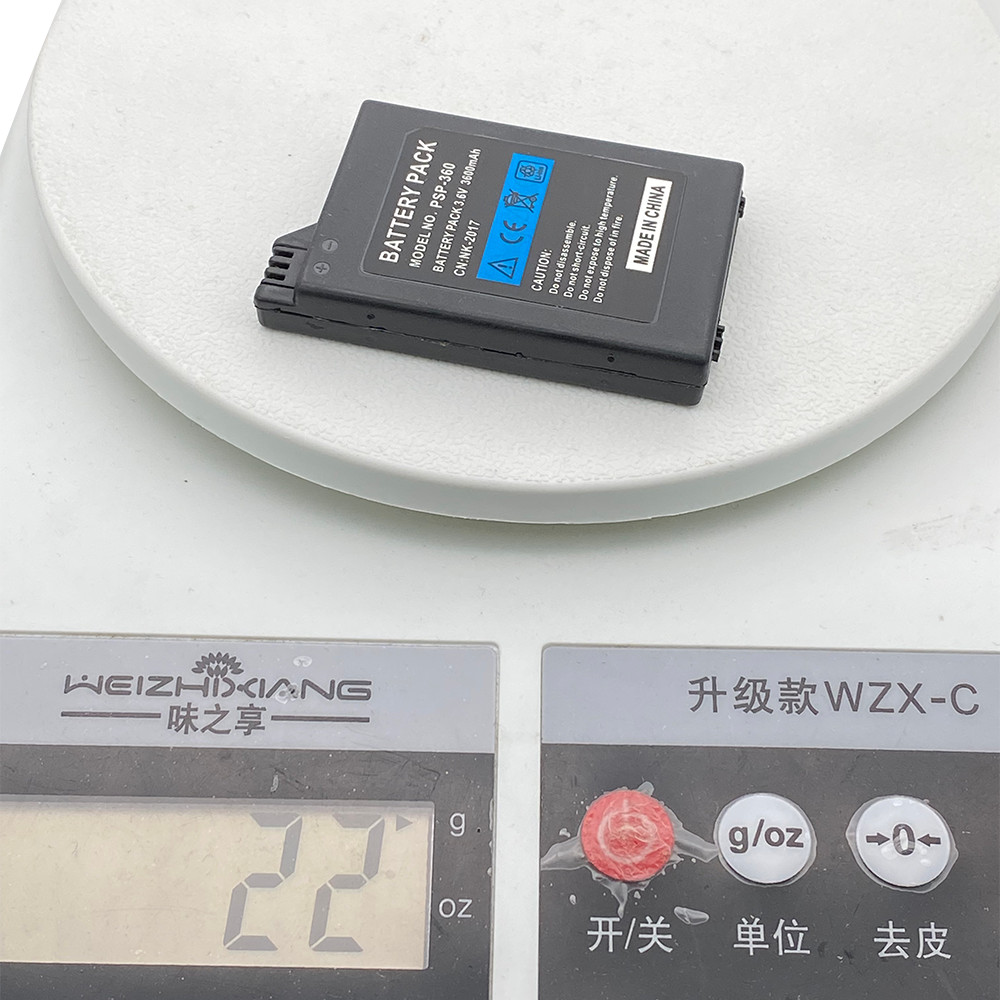 BATTERY PACK
MODEL NO. PSP-360
BATTERY PACK 3.6V 3600mAh
CN:NK-2017
CE
CAUTION:
Do not disassemble.
Do not short-circuit.
Do not expose to high temperature.
Do not dispose of in fire.
MADE IN CHINA
WEIZHIXIANG
味之享
22
g
oz
升级款WZX-C
g/oz
→0←
开/关
单位
去皮